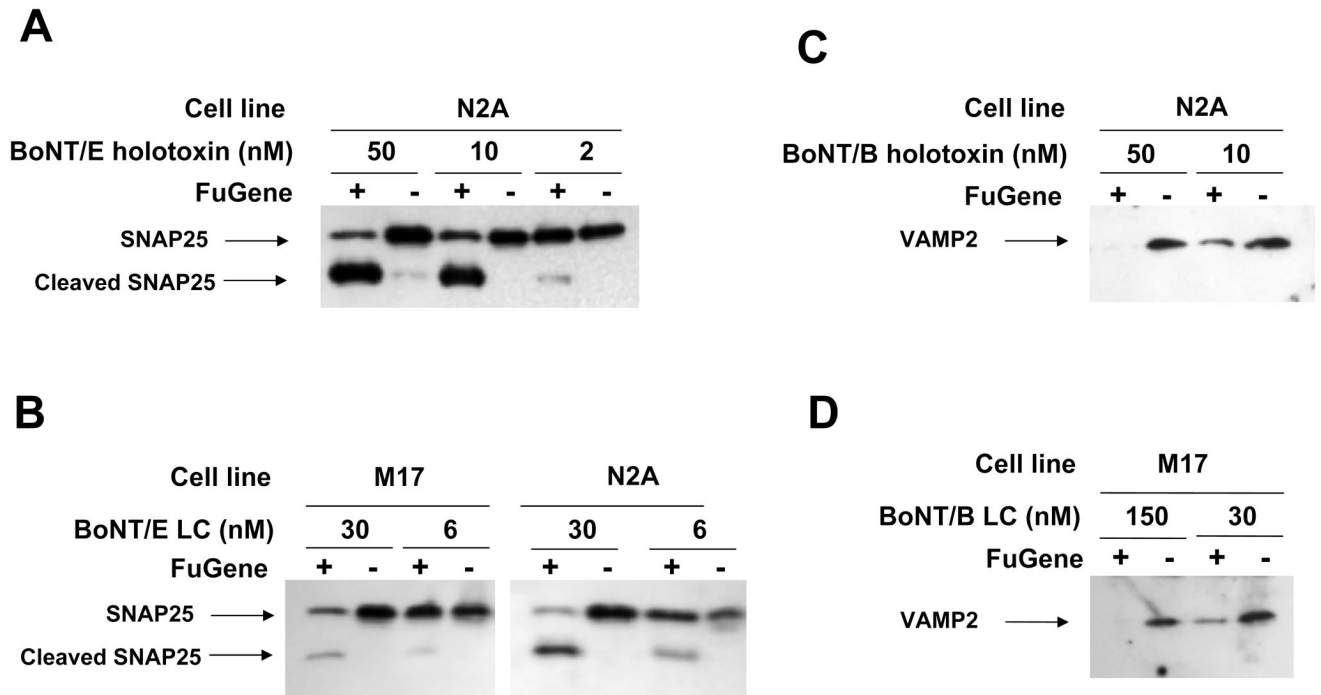 A
Cell line N2A
BoNT/E holotoxin (nM) 50 10 2
FuGene + - + - + -
SNAP25
Cleaved SNAP25
B
Cell line M17 N2A
BoNT/E LC (nM) 30 6 30 6
FuGene + - + - + - + -
SNAP25
Cleaved SNAP25
C
Cell line N2A
BoNT/B holotoxin (nM) 50 10
FuGene + - + -
VAMP2
D
Cell line M17
BoNT/B LC (nM) 150 30
FuGene + - + -
VAMP2